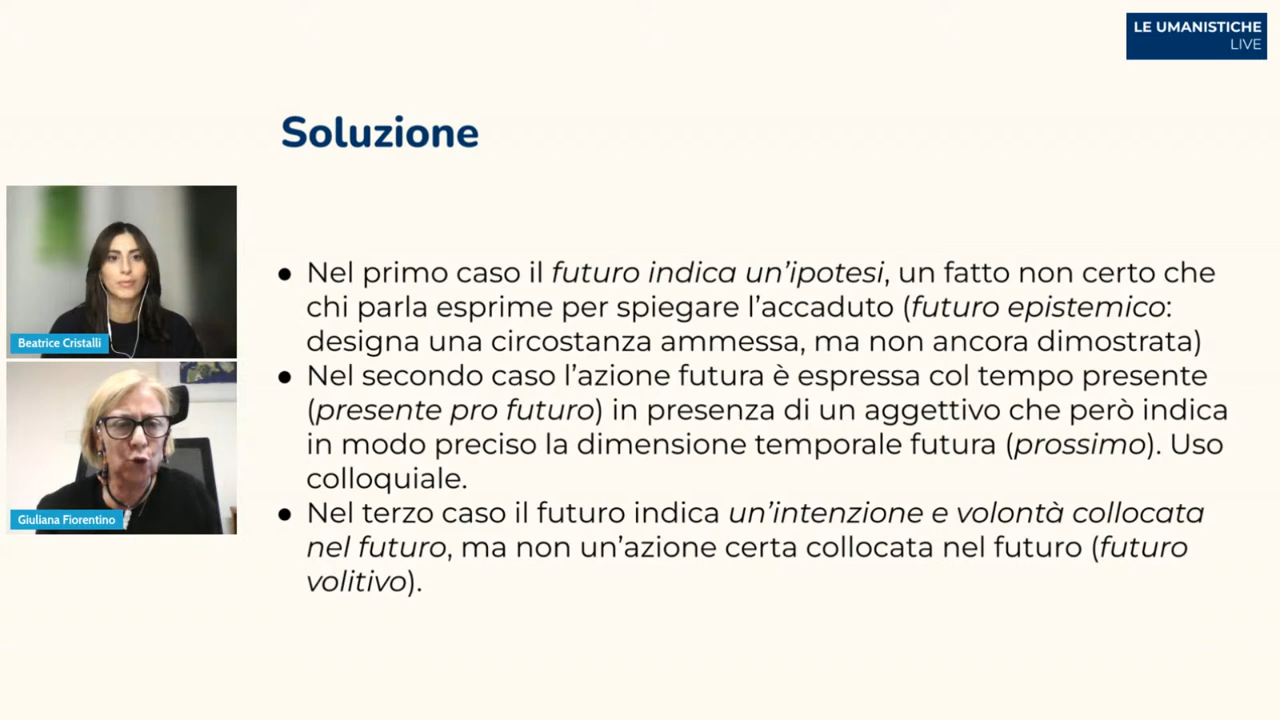 LE UMANISTICHE
LIVE
Soluzione
● Nel primo caso il futuro indica un’ipotesi, un fatto non certo che
chi parla esprime per spiegare l’accaduto (futuro epistemico:
designa una circostanza ammessa, ma non ancora dimostrata)
● Nel secondo caso l’azione futura è espressa col tempo presente
(presente pro futuro) in presenza di un aggettivo che però indica
in modo preciso la dimensione temporale futura (prossimo). Uso
colloquiale.
● Nel terzo caso il futuro indica un’intenzione e volontà collocata
nel futuro, ma non un’azione certa collocata nel futuro (futuro
volitivo).
Beatrice Cristalli
Giuliana Fiorentino